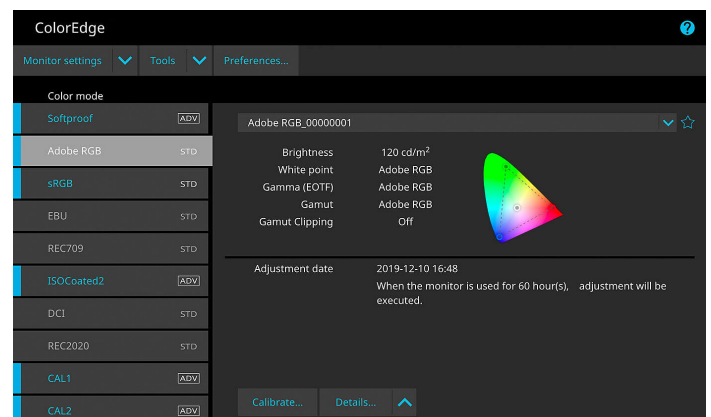 ColorEdge
?
Monitor settings Tools Preferences...
Color mode
Softproof ADV
Adobe RGB STD
sRGB STD
EBU STD
REC709 STD
ISOCoated2 ADV
DCI STD
REC2020 STD
CAL1 ADV
CAL2 ADV
Adobe RGB_00000001
Brightness 120 cd/m²
White point Adobe RGB
Gamma (EOTF) Adobe RGB
Gamut Adobe RGB
Gamut Clipping Off
Adjustment date 2019-12-10 16:48
When the monitor is used for 60 hour(s), adjustment will be
executed.
Calibrate... Details...